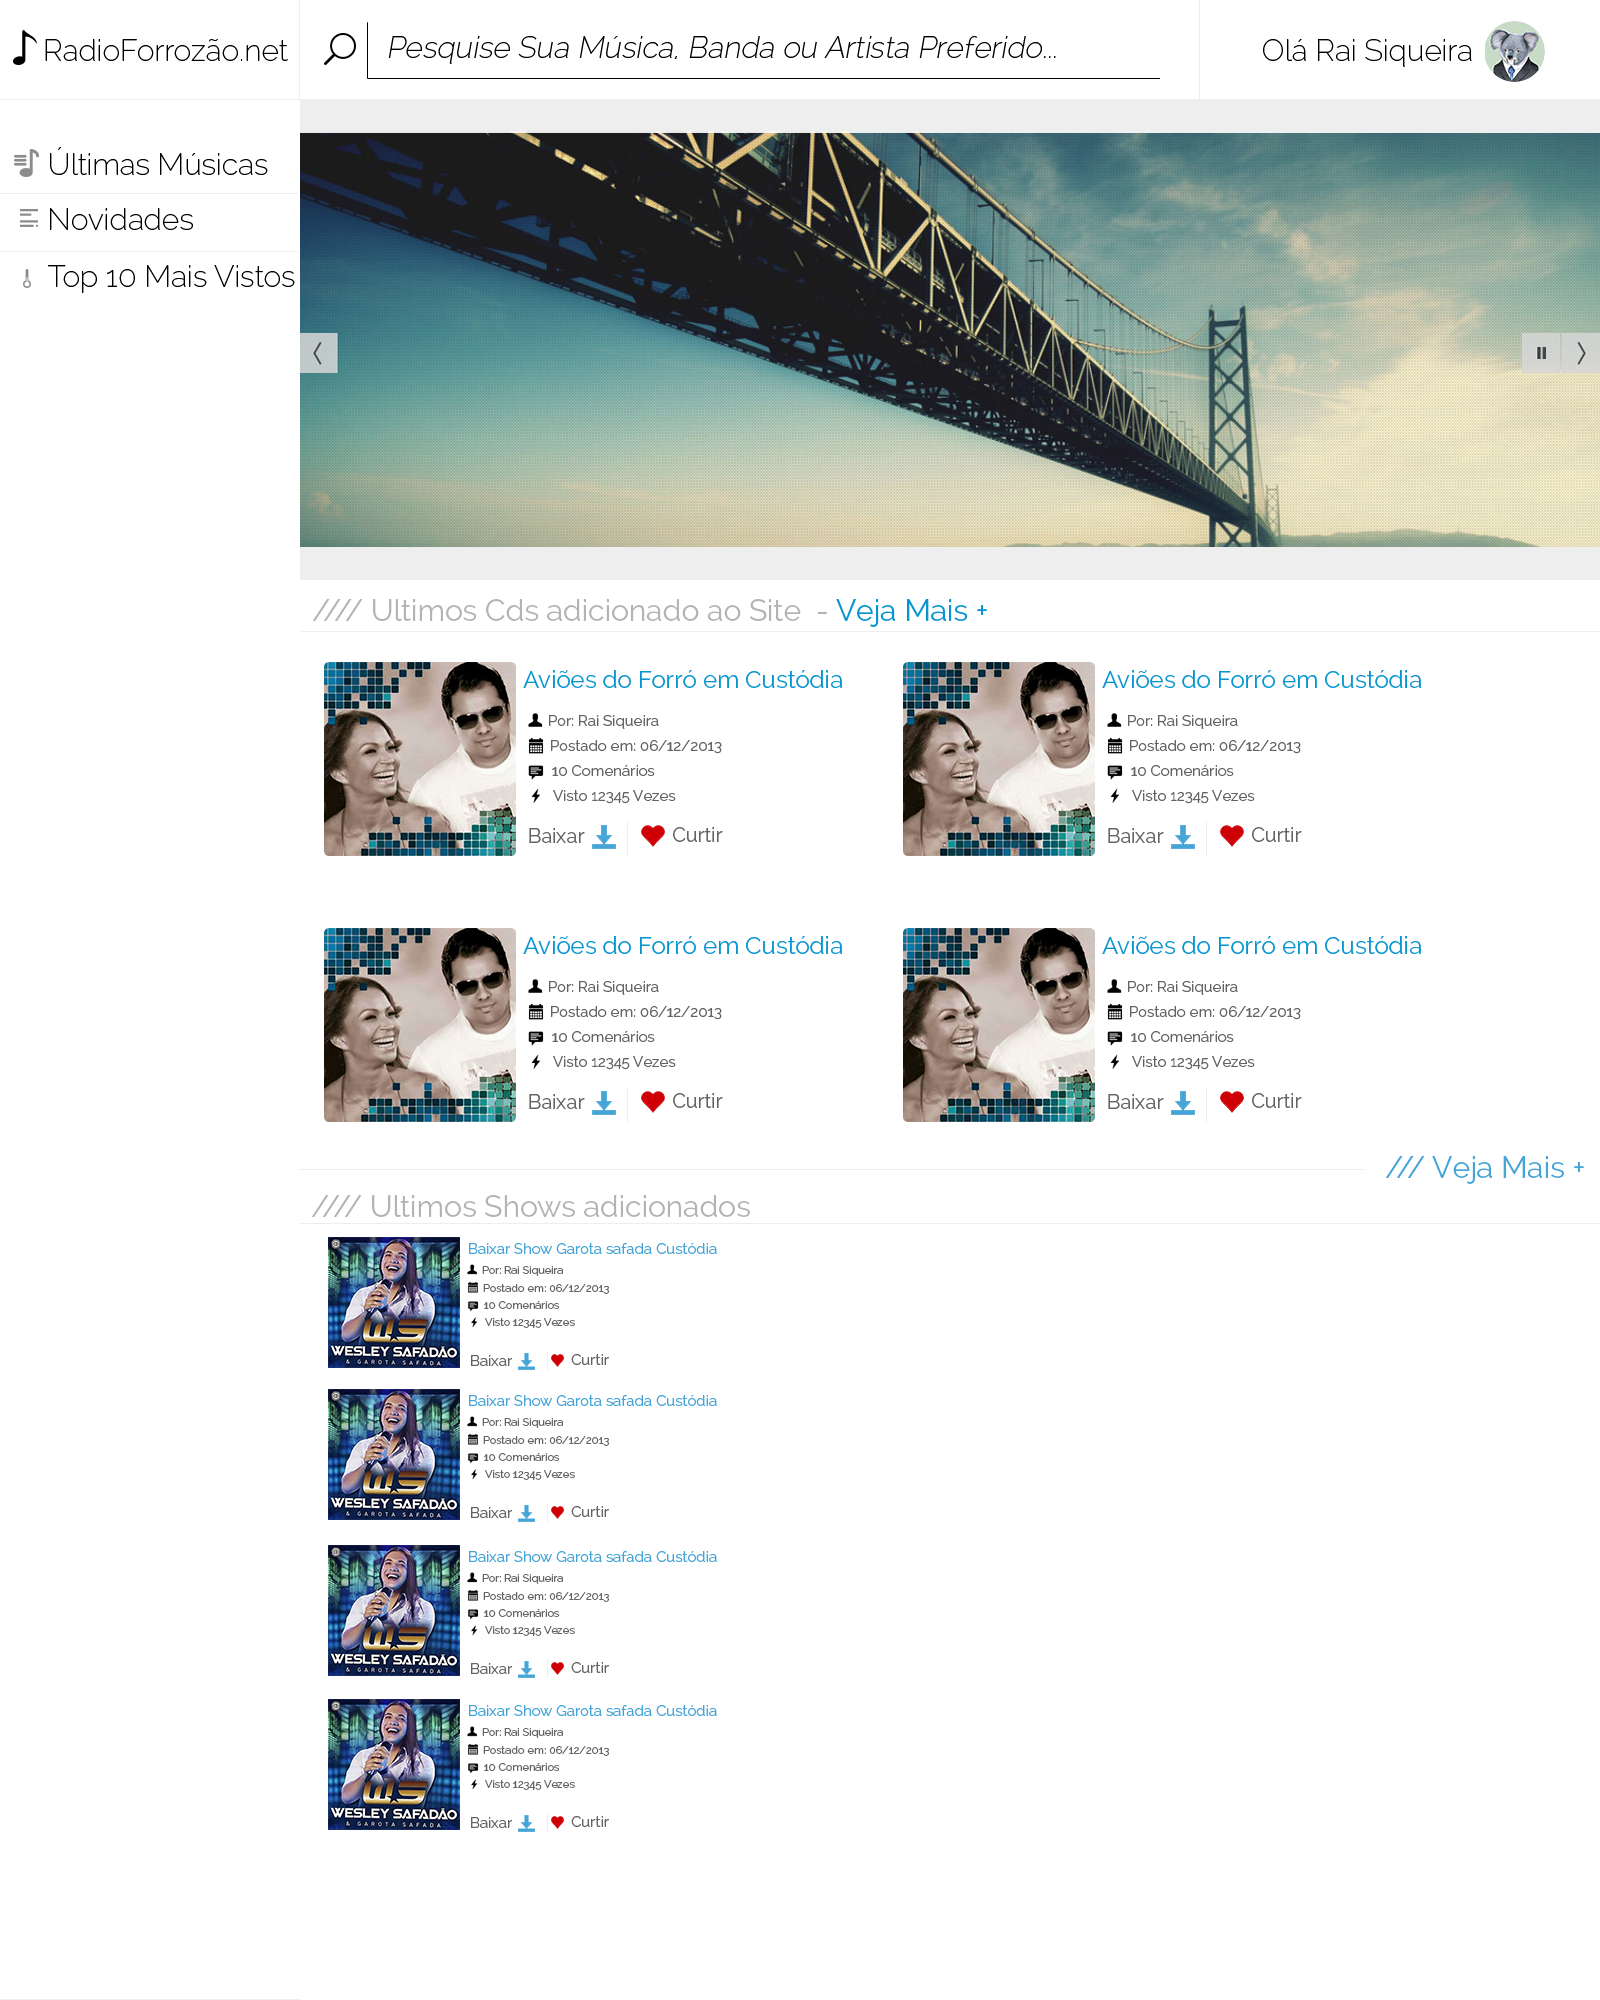 RadioForrozão.net
Pesquise Sua Música, Banda ou Artista Preferido...
Olá Rai Siqueira
Últimas Músicas
Novidades
Top 10 Mais Vistos
//// Ultimos Cds adicionado ao Site - Veja Mais +
Aviões do Forró em Custódia
Por: Rai Siqueira
Postado em: 06/12/2013
10 Comenários
Visto 12345 Vezes
Baixar Curtir
Aviões do Forró em Custódia
Por: Rai Siqueira
Postado em: 06/12/2013
10 Comenários
Visto 12345 Vezes
Baixar Curtir
Aviões do Forró em Custódia
Por: Rai Siqueira
Postado em: 06/12/2013
10 Comenários
Visto 12345 Vezes
Baixar Curtir
Aviões do Forró em Custódia
Por: Rai Siqueira
Postado em: 06/12/2013
10 Comenários
Visto 12345 Vezes
Baixar Curtir
/// Veja Mais +
//// Ultimos Shows adicionados
WS
WESLEY SAFADÃO
& GAROTA SAFADA
Baixar Show Garota safada Custódia
Por: Rai Siqueira
Postado em: 06/12/2013
10 Comenários
Visto 12345 Vezes
Baixar Curtir
WS
WESLEY SAFADÃO
& GAROTA SAFADA
Baixar Show Garota safada Custódia
Por: Rai Siqueira
Postado em: 06/12/2013
10 Comenários
Visto 12345 Vezes
Baixar Curtir
WS
WESLEY SAFADÃO
& GAROTA SAFADA
Baixar Show Garota safada Custódia
Por: Rai Siqueira
Postado em: 06/12/2013
10 Comenários
Visto 12345 Vezes
Baixar Curtir
WS
WESLEY SAFADÃO
& GAROTA SAFADA
Baixar Show Garota safada Custódia
Por: Rai Siqueira
Postado em: 06/12/2013
10 Comenários
Visto 12345 Vezes
Baixar Curtir